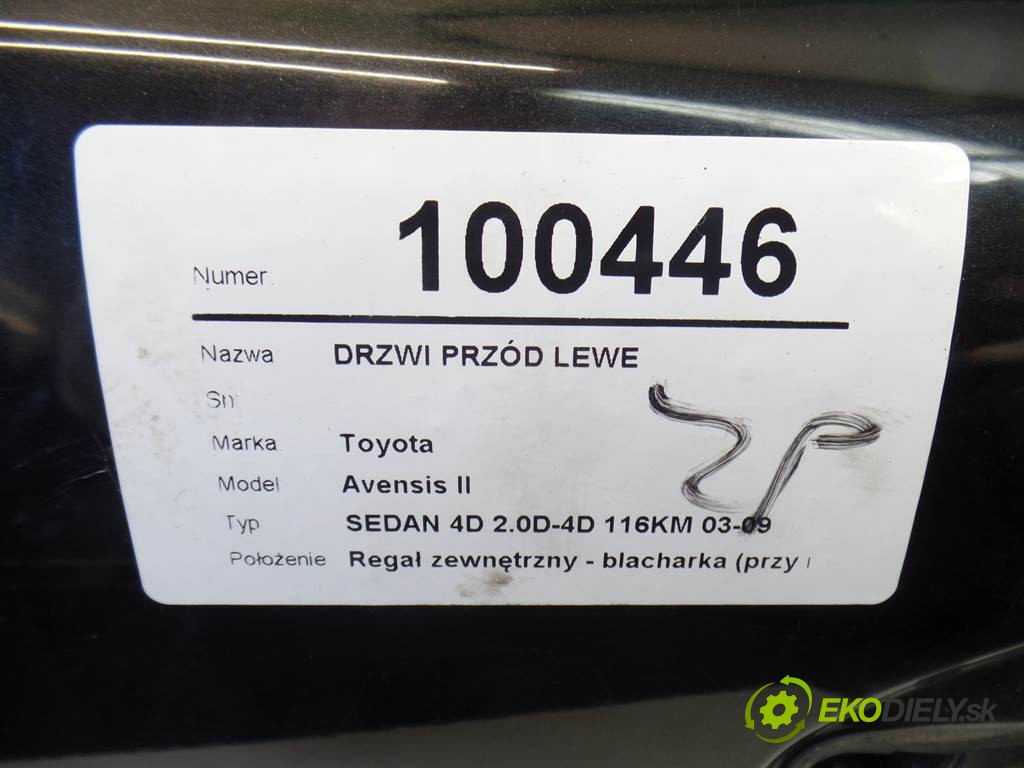 Numer: 100446
Nazwa DRZWI PRZÓD LEWE
Sn
Marka Toyota
Model Avensis II
Typ SEDAN 4D 2.0D-4D 116KM 03-09
Położenie Regał zewnętrzny - blacharka (przy
EKODIELY.sk